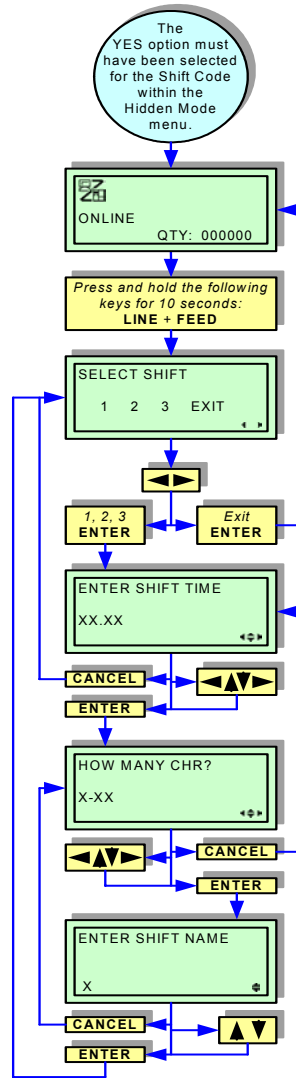 The
YES option must
have been selected
for the Shift Code
within the
Hidden Mode
menu.
ONLINE
QTY: 000000
Press and hold the following
keys for 10 seconds:
LINE + FEED
SELECT SHIFT
1 2 3 EXIT
1, 2, 3
ENTER
Exit
ENTER
ENTER SHIFT TIME
XX.XX
CANCEL
ENTER
HOW MANY CHR?
X-XX
CANCEL
ENTER
ENTER SHIFT NAME
X
CANCEL
ENTER